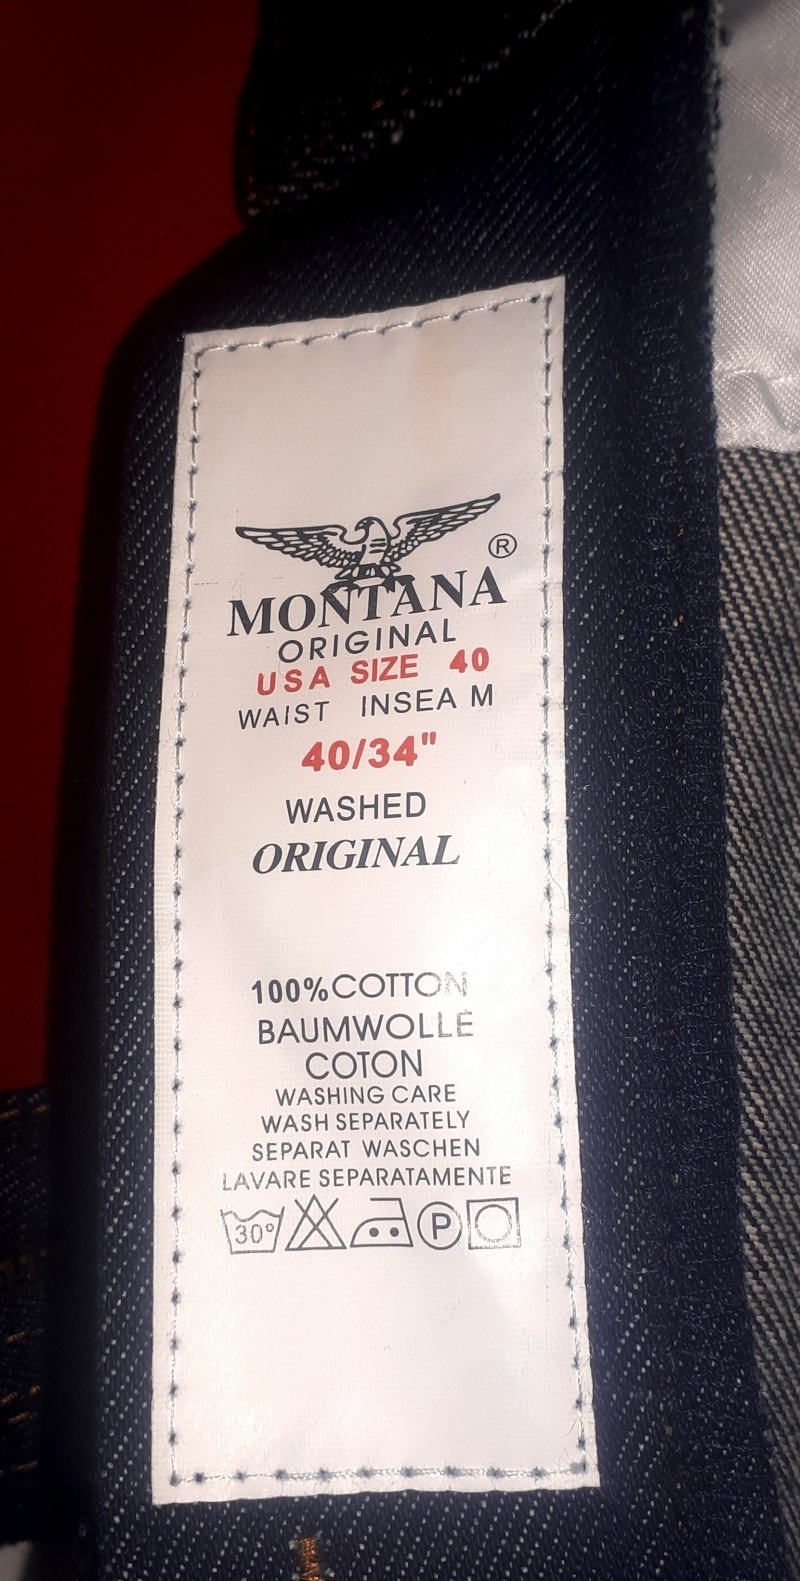 ®
MONTANA
ORIGINAL
USA SIZE 40
WAIST INSEA M
40/34"
WASHED
ORIGINAL
100%COTTON
BAUMWOLLE
COTON
WASHING CARE
WASH SEPARATELY
SEPARAT WASCHEN
LAVARE SEPARATAMENTE
30° P